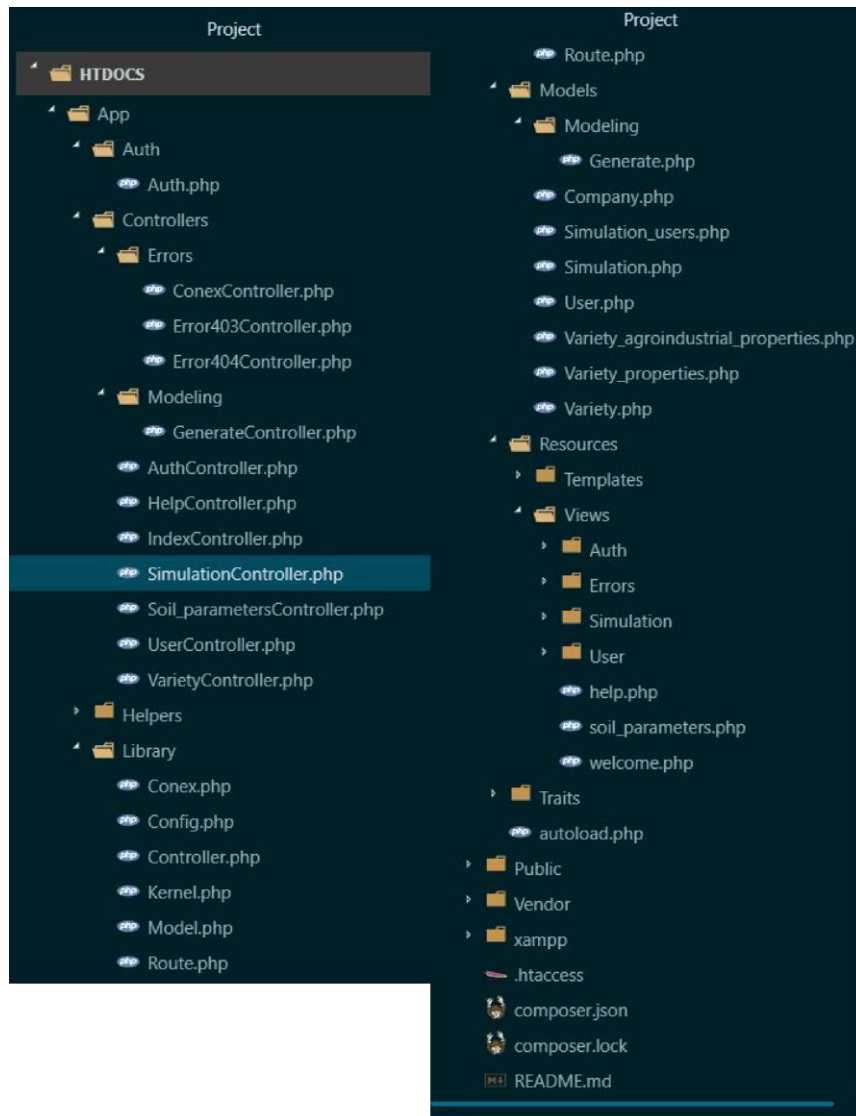 Project
HTDOCS
App
Auth
Auth.php
Controllers
Errors
ConexController.php
Error403Controller.php
Error404Controller.php
Modeling
GenerateController.php
AuthController.php
HelpController.php
IndexController.php
SimulationController.php
Soil_parametersController.php
UserController.php
VarietyController.php
Helpers
Library
Conex.php
Config.php
Controller.php
Kernel.php
Model.php
Route.php
Project
Route.php
Models
Modeling
Generate.php
Company.php
Simulation_users.php
Simulation.php
User.php
Variety_agroindustrial_properties.php
Variety_properties.php
Variety.php
Resources
Templates
Views
Auth
Errors
Simulation
User
help.php
soil_parameters.php
welcome.php
Traits
autoload.php
Public
Vendor
xampp
.htaccess
composer.json
composer.lock
README.md